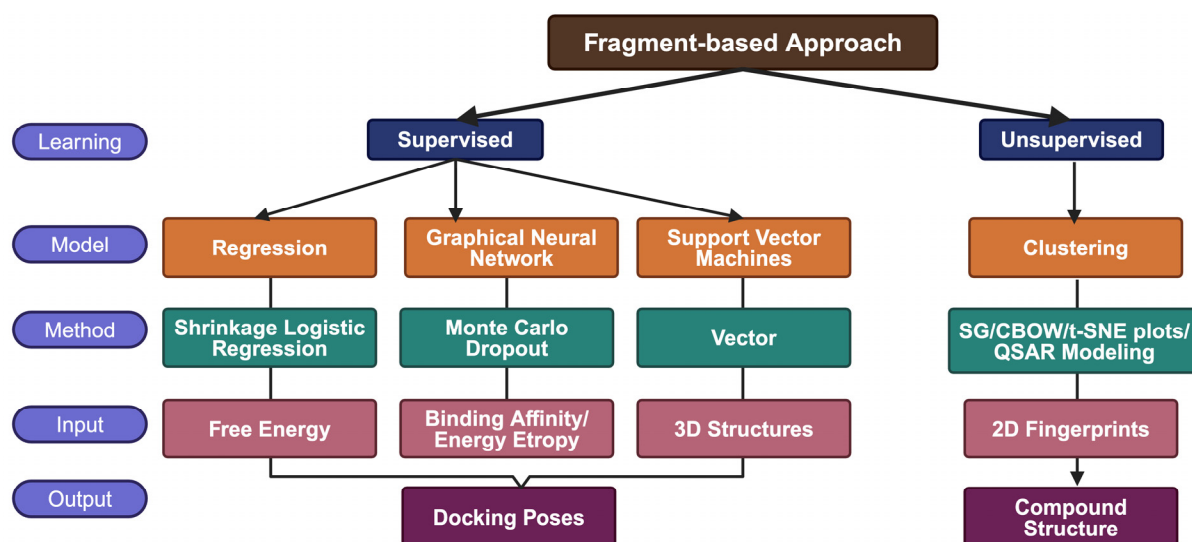 Fragment-based Approach
Learning
Supervised
Unsupervised
Model
Regression
Graphical Neural
Network
Support Vector
Machines
Clustering
Method
Shrinkage Logistic
Regression
Monte Carlo
Dropout
Vector
SG/CBOW/t-SNE plots/
QSAR Modeling
Input
Free Energy
Binding Affinity/
Energy Etropy
3D Structures
2D Fingerprints
Output
Docking Poses
Compound
Structure